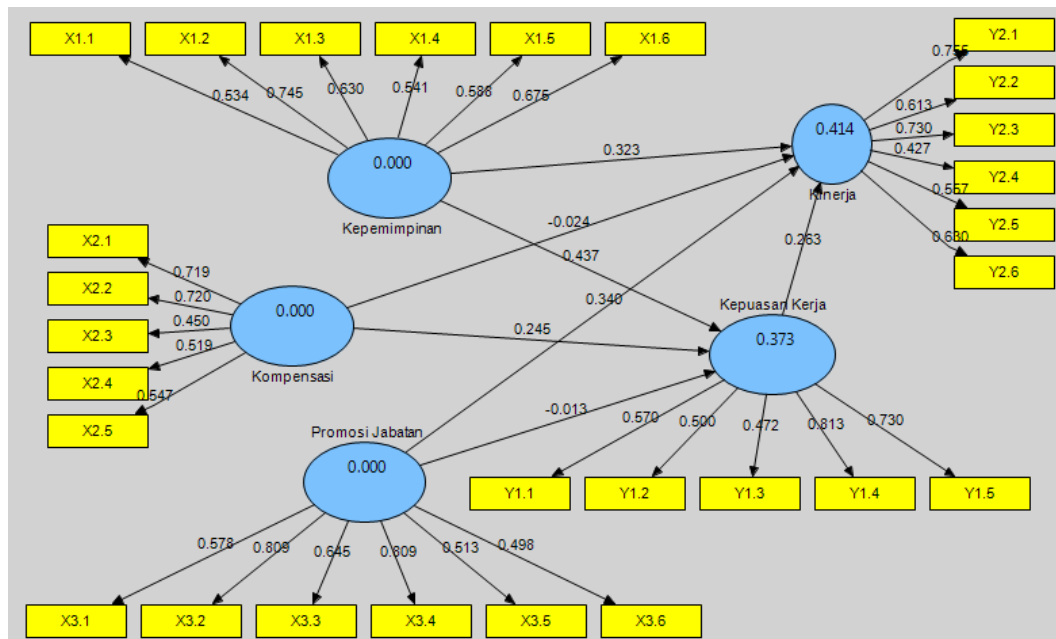 X1.1
X1.2
X1.3
X1.4
X1.5
X1.6
0.534
0.745
0.630
0.541
0.588
0.675
0.000
Kepemimpinan
Y2.1
Y2.2
Y2.3
Y2.4
Y2.5
Y2.6
0.755
0.613
0.730
0.427
0.557
0.630
0.414
Kinerja
0.323
-0.024
0.437
0.340
0.263
X2.1
X2.2
X2.3
X2.4
X2.5
0.719
0.720
0.450
0.519
0.547
0.000
Kompensasi
0.245
-0.013
Kepuasan Kerja
0.373
0.570
0.500
0.472
0.813
0.730
Y1.1
Y1.2
Y1.3
Y1.4
Y1.5
Promosi Jabatan
0.000
0.578
0.809
0.645
0.809
0.513
0.498
X3.1
X3.2
X3.3
X3.4
X3.5
X3.6